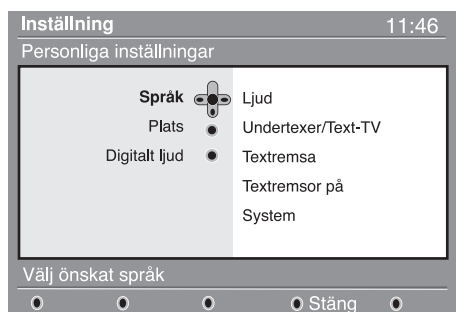 Inställning 11:46
Personliga inställningar
Språk
Plats
Digitalt ljud
Ljud
Undertexer/Text-TV
Textremsa
Textremsor på
System
Välj önskat språk
Stäng